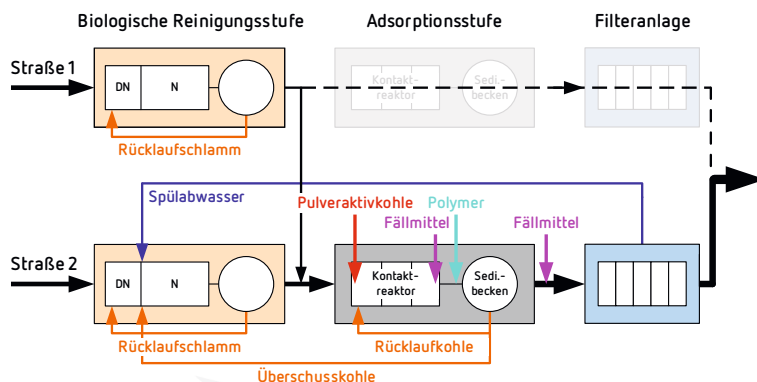 Biologische Reinigungsstufe
Adsorptionsstufe
Filteranlage
Straße 1
DN
N
Kontakt-
reaktor
Sedi.-
becken
Rücklaufschlamm
Spülabwasser
Pulveraktivkohle
Polymer
Fällmittel
Fällmittel
Straße 2
DN
N
Kontakt-
reaktor
Sedi.-
becken
Rücklaufschlamm
Rücklaufkohle
Überschusskohle